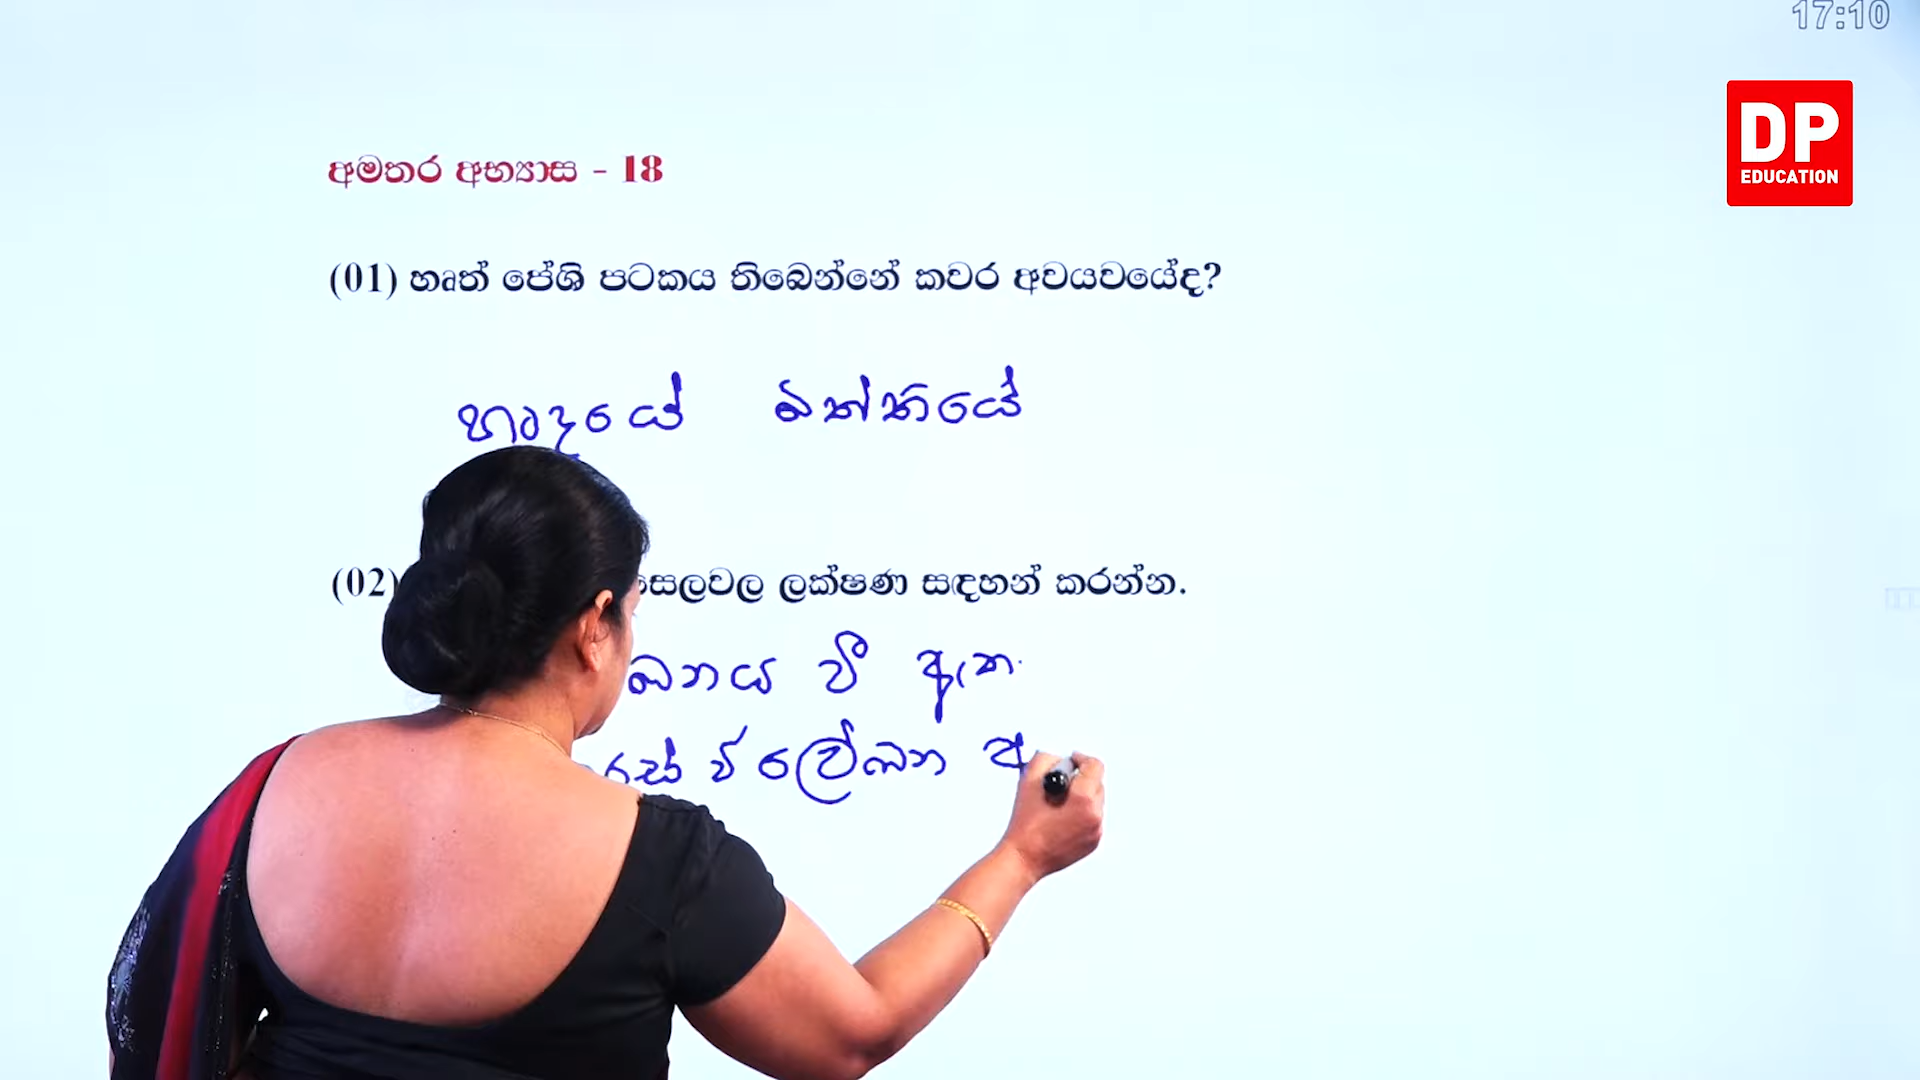 17:10
DP
EDUCATION
අමතර අභ්‍යාස - 18
(01) හෘත් පේශි පටකය තිබෙන්නේ කවර අවයවයේද?
හෘදයේ බිත්තියේ
(02) සෙලවල ලක්ෂණ සඳහන් කරන්න.
ඛනය වී ඇත.